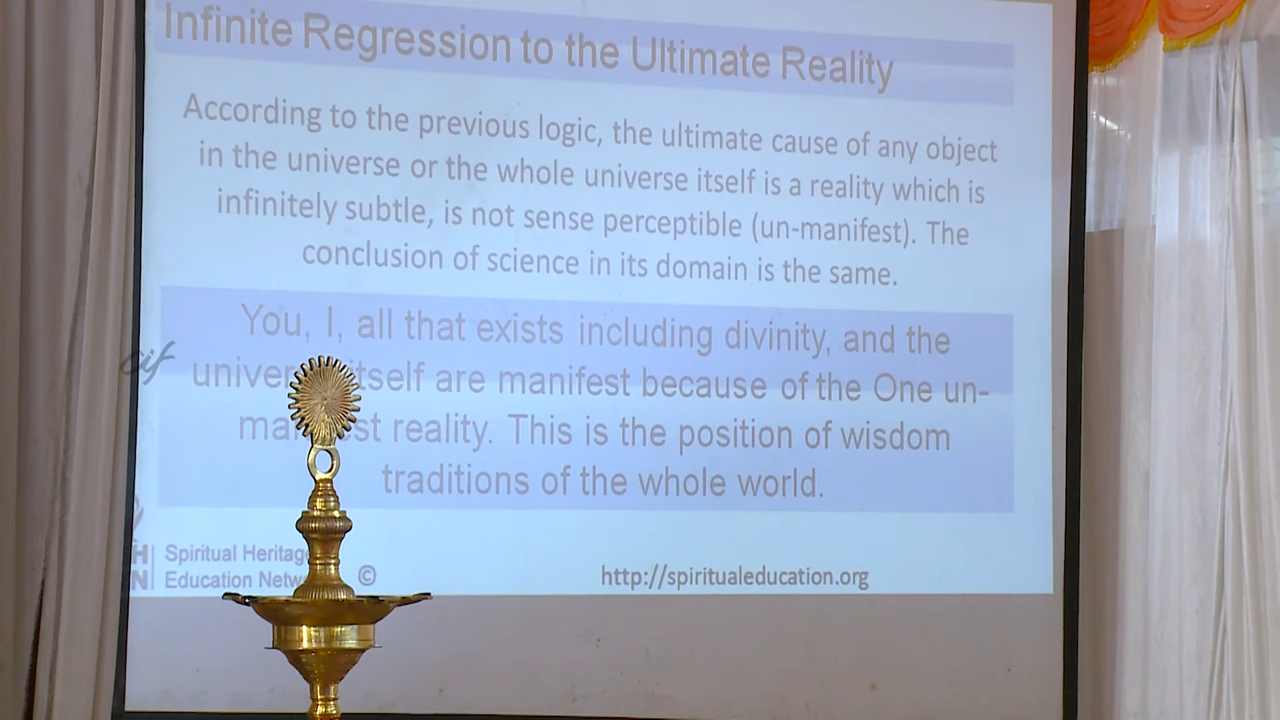 Infinite Regression to the Ultimate Reality
According to the previous logic, the ultimate cause of any object
in the universe or the whole universe itself is a reality which is
infinitely subtle, is not sense perceptible (un-manifest). The
conclusion of science in its domain is the same.
You, I, all that exists including divinity, and the
itself are manifest because of the One un-
reality. This is the position of wisdom
traditions of the whole world.
cif
H Spiritual
N Education ©
http://spiritualeducation.org